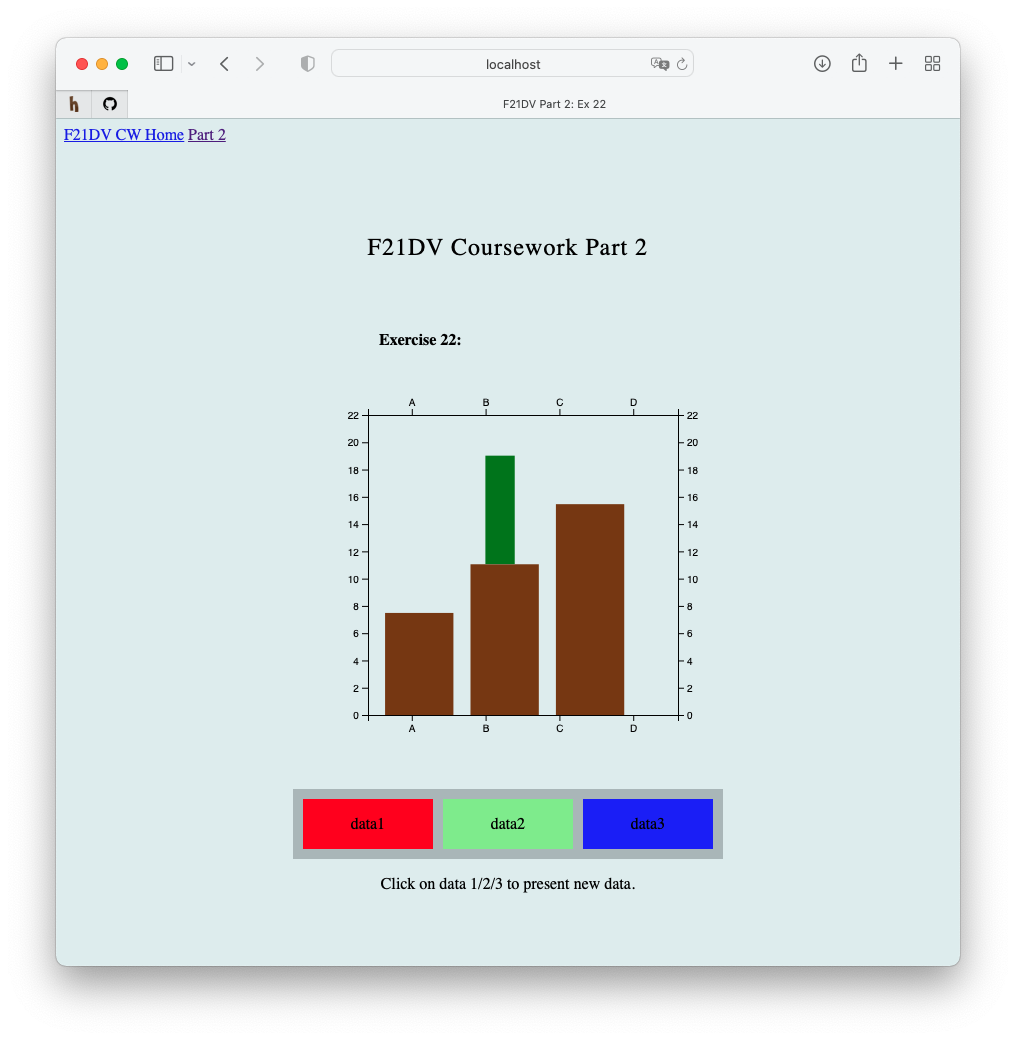 localhost
F21DV Part 2: Ex 22
F21DV CW Home Part 2
F21DV Coursework Part 2
Exercise 22:
A B C D
22 22
20 20
18 18
16 16
14 14
12 12
10 10
8 8
6 6
4 4
2 2
0 0
A B C D
data1 data2 data3
Click on data 1/2/3 to present new data.